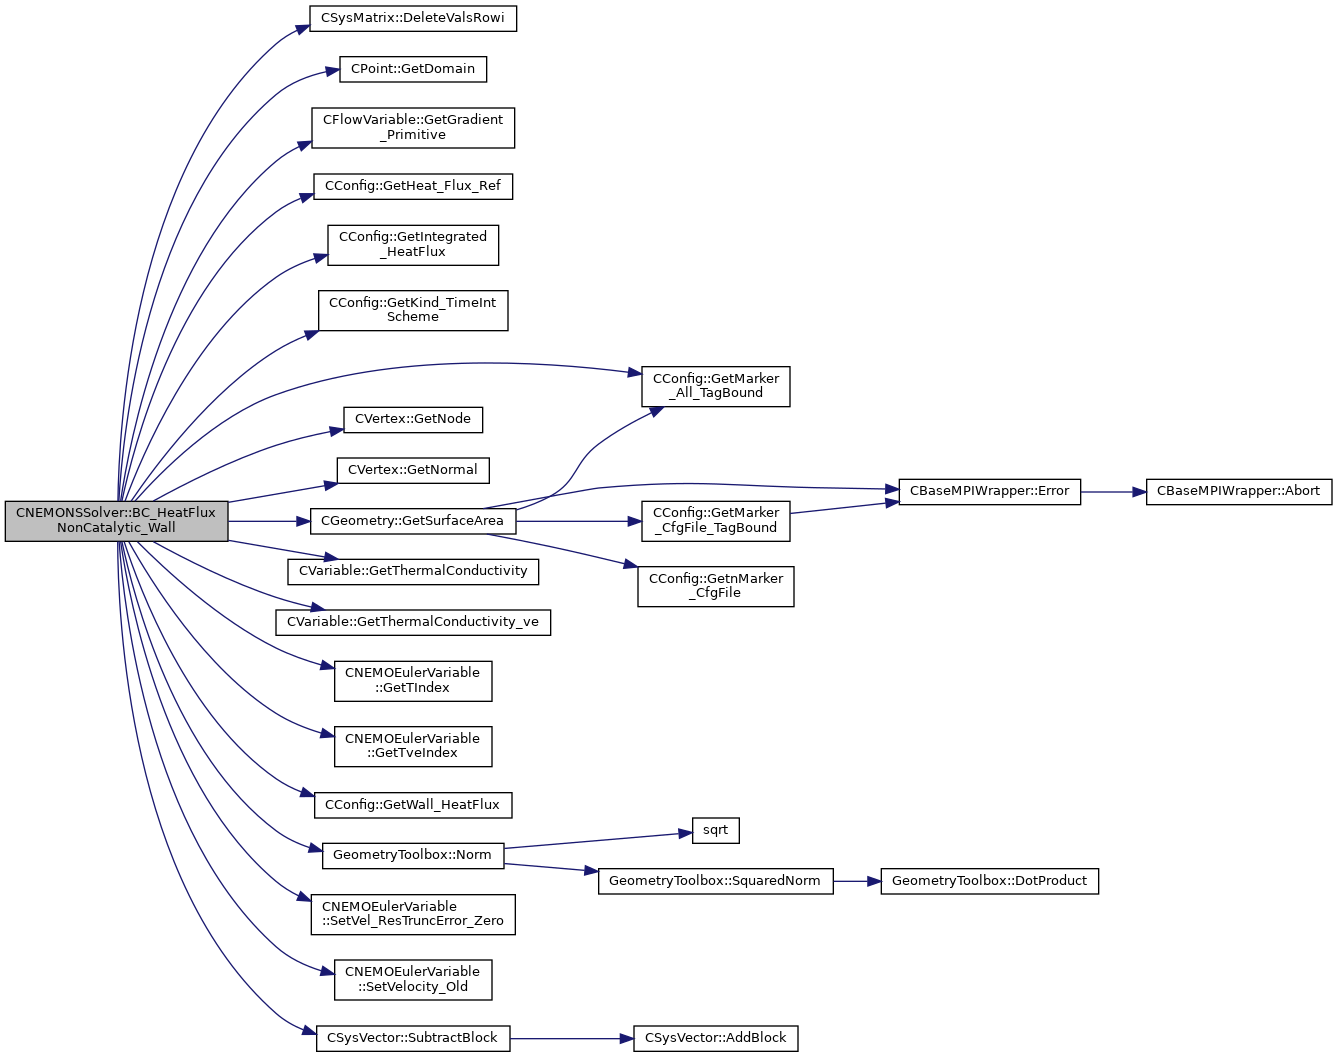 CSysMatrix::DeleteValsRowi
CPoint::GetDomain
CFlowVariable::GetGradient
_Primitive
CConfig::GetHeat_Flux_Ref
CConfig::GetIntegrated
_HeatFlux
CConfig::GetKind_TimeInt
Scheme
CConfig::GetMarker
_All_TagBound
CVertex::GetNode
CVertex::GetNormal
CNEMONSSolver::BC_HeatFlux
NonCatalytic_Wall
CGeometry::GetSurfaceArea
CConfig::GetMarker
_CfgFile_TagBound
CBaseMPIWrapper::Error
CBaseMPIWrapper::Abort
CVariable::GetThermalConductivity
CConfig::GetnMarker
_CfgFile
CVariable::GetThermalConductivity_ve
CNEMOEulerVariable
::GetTIndex
CNEMOEulerVariable
::GetTveIndex
CConfig::GetWall_HeatFlux
GeometryToolbox::Norm
sqrt
GeometryToolbox::SquaredNorm
GeometryToolbox::DotProduct
CNEMOEulerVariable
::SetVel_ResTruncError_Zero
CNEMOEulerVariable
::SetVelocity_Old
CSysVector::SubtractBlock
CSysVector::AddBlock